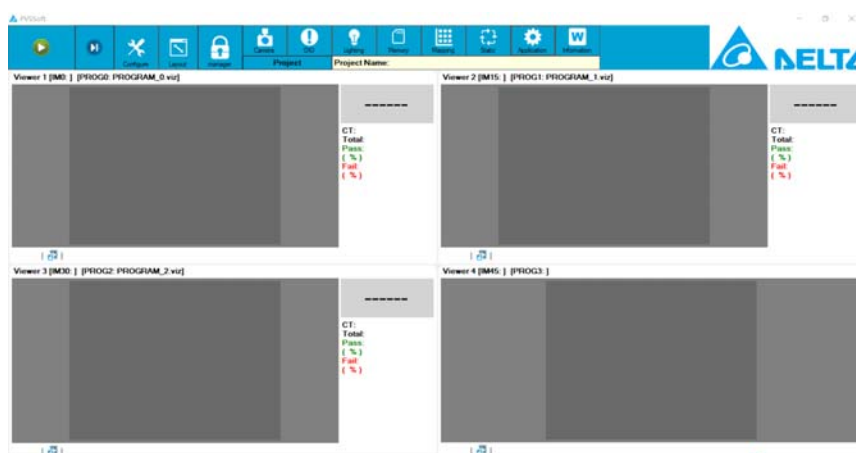 PVSSoft
Configure Layout manager Camera DIO Lighting Memory Mapping Static Application Information
Project Project Name:
DELTA
Viewer 1 [IM0: ] [PROG0: PROGRAM_0.viz]
------
CT:
Total:
Pass:
( % )
Fail:
( % )
Viewer 2 [IM15: ] [PROG1: PROGRAM_1.viz]
------
CT:
Total:
Pass:
( % )
Fail:
( % )
Viewer 3 [IM30: ] [PROG2: PROGRAM_2.viz]
------
CT:
Total:
Pass:
( % )
Fail:
( % )
Viewer 4 [IM45: ] [PROG3: ]